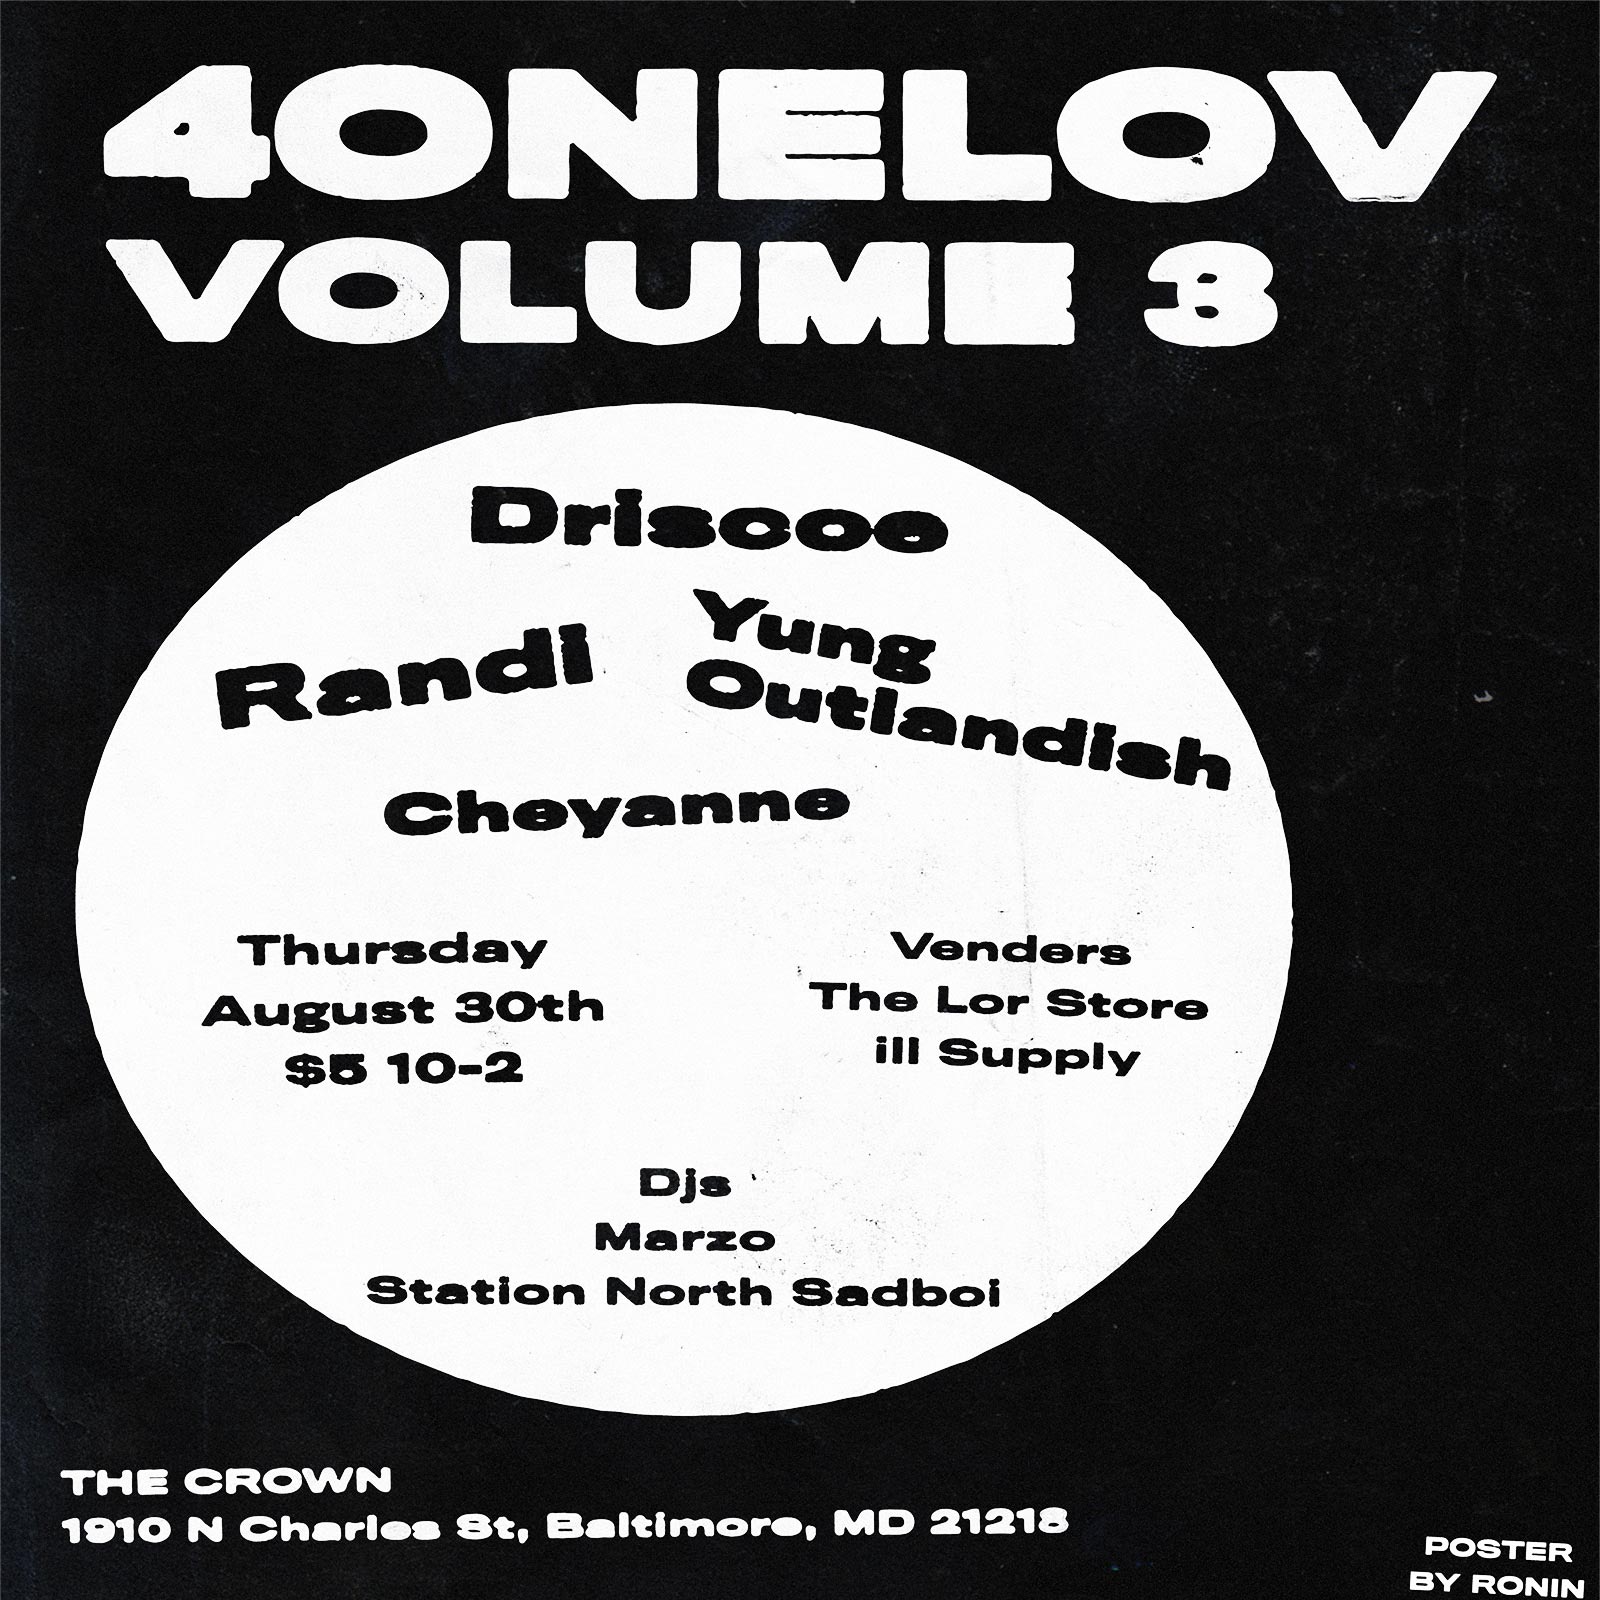 4ONELOV
VOLUME 3
Driscoe
Randi
Yung
Outlandish
Cheyanne
Thursday
August 30th
$5 10-2
Venders
The Lor Store
ill Supply
Djs
Marzo
Station North Sadboi
THE CROWN
1910 N Charles St, Baltimore, MD 21218
POSTER
BY RONIN